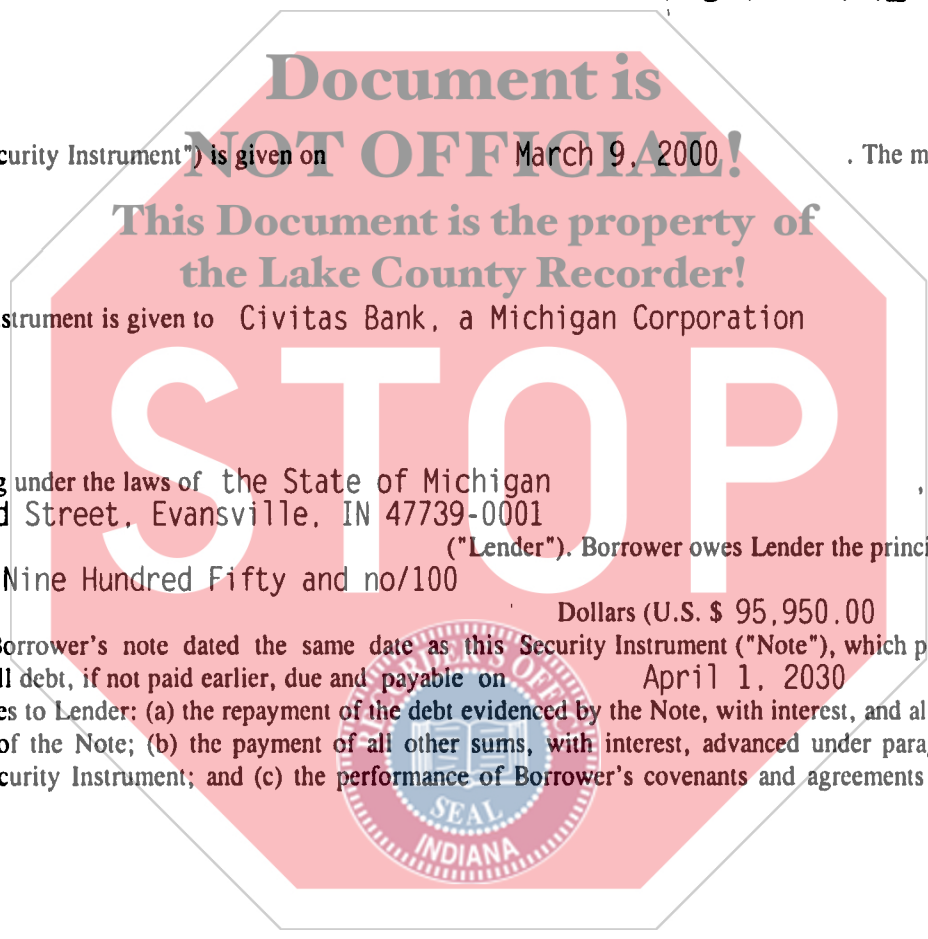 Document is
NOT OFFICIAL!
curity Instrument") is given on March 9, 2000 . The m
This Document is the property of
the Lake County Recorder!
strument is given to Civitas Bank, a Michigan Corporation
STOP
g under the laws of the State of Michigan ,
d Street, Evansville, IN 47739-0001
("Lender"). Borrower owes Lender the princi
Nine Hundred Fifty and no/100
Dollars (U.S. $ 95,950.00
Borrower's note dated the same date as this Security Instrument ("Note"), which p
ll debt, if not paid earlier, due and payable on April 1, 2030
es to Lender: (a) the repayment of the debt evidenced by the Note, with interest, and al
of the Note; (b) the payment of all other sums, with interest, advanced under para
curity Instrument; and (c) the performance of Borrower's covenants and agreements
RECORDER'S OFFICE
SEAL
INDIANA